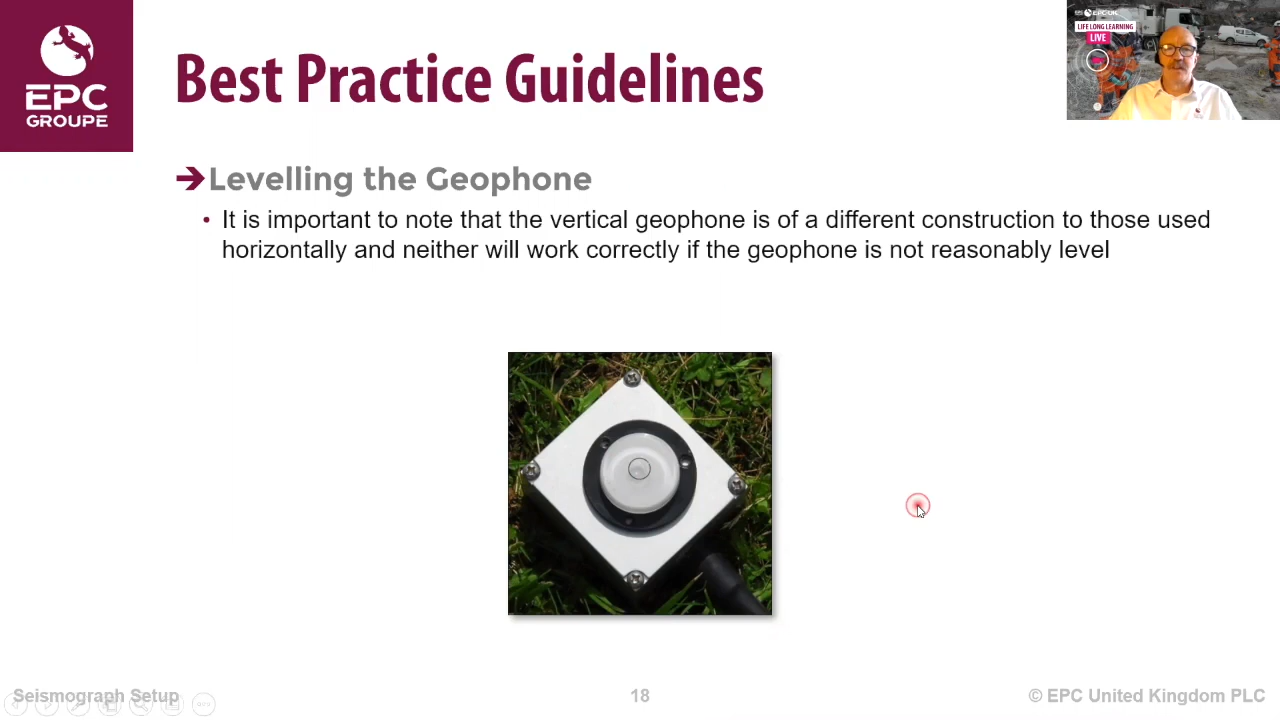 EPC
GROUPE
Best Practice Guidelines
EPC-UK
LIFE LONG LEARNING
LIVE
Levelling the Geophone
• It is important to note that the vertical geophone is of a different construction to those used
horizontally and neither will work correctly if the geophone is not reasonably level
Seismograph Setup
18
© EPC United Kingdom PLC